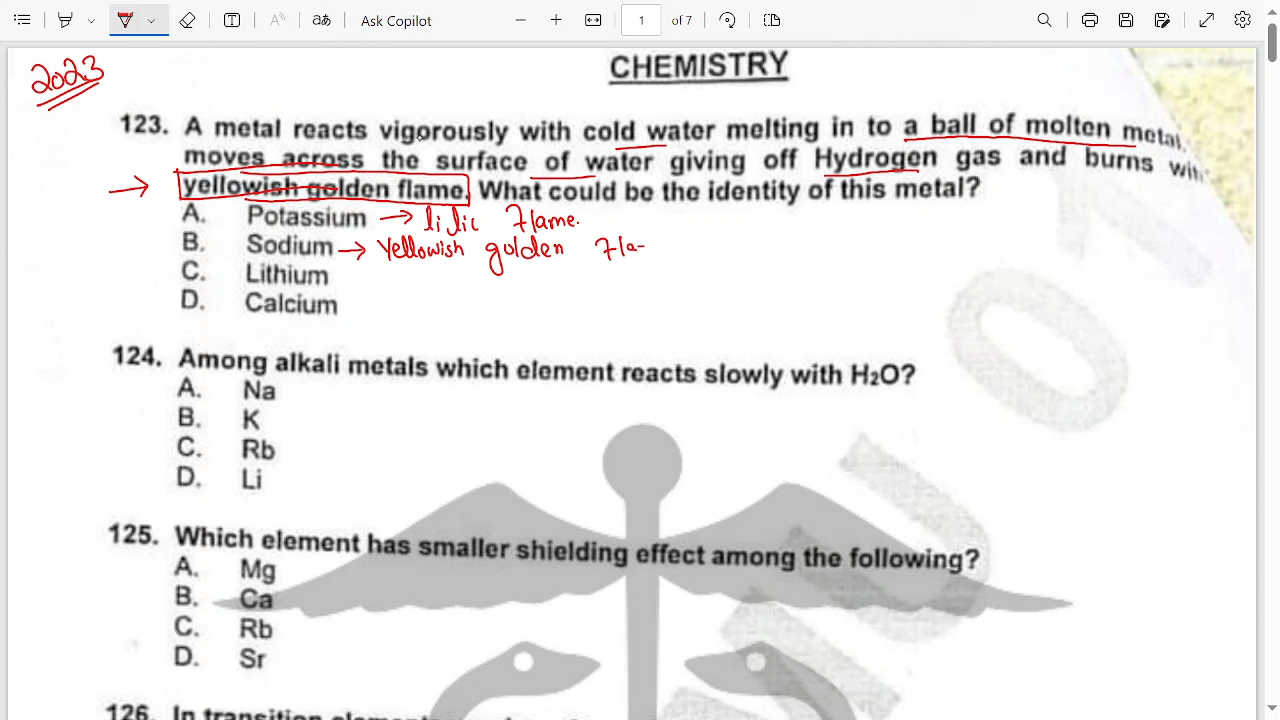 Ask Copilot
1 of 7
2023
CHEMISTRY
123. A metal reacts vigorously with cold water melting in to a ball of molten metal,
moves across the surface of water giving off Hydrogen gas and burns with
yellowish golden flame. What could be the identity of this metal?
A. Potassium → lilic flame.
B. Sodium → Yellowish golden fla
C. Lithium
D. Calcium
124. Among alkali metals which element reacts slowly with H₂O?
A. Na
B. K
C. Rb
D. Li
125. Which element has smaller shielding effect among the following?
A. Mg
B. Ca
C. Rb
D. Sr
126. In transition elements